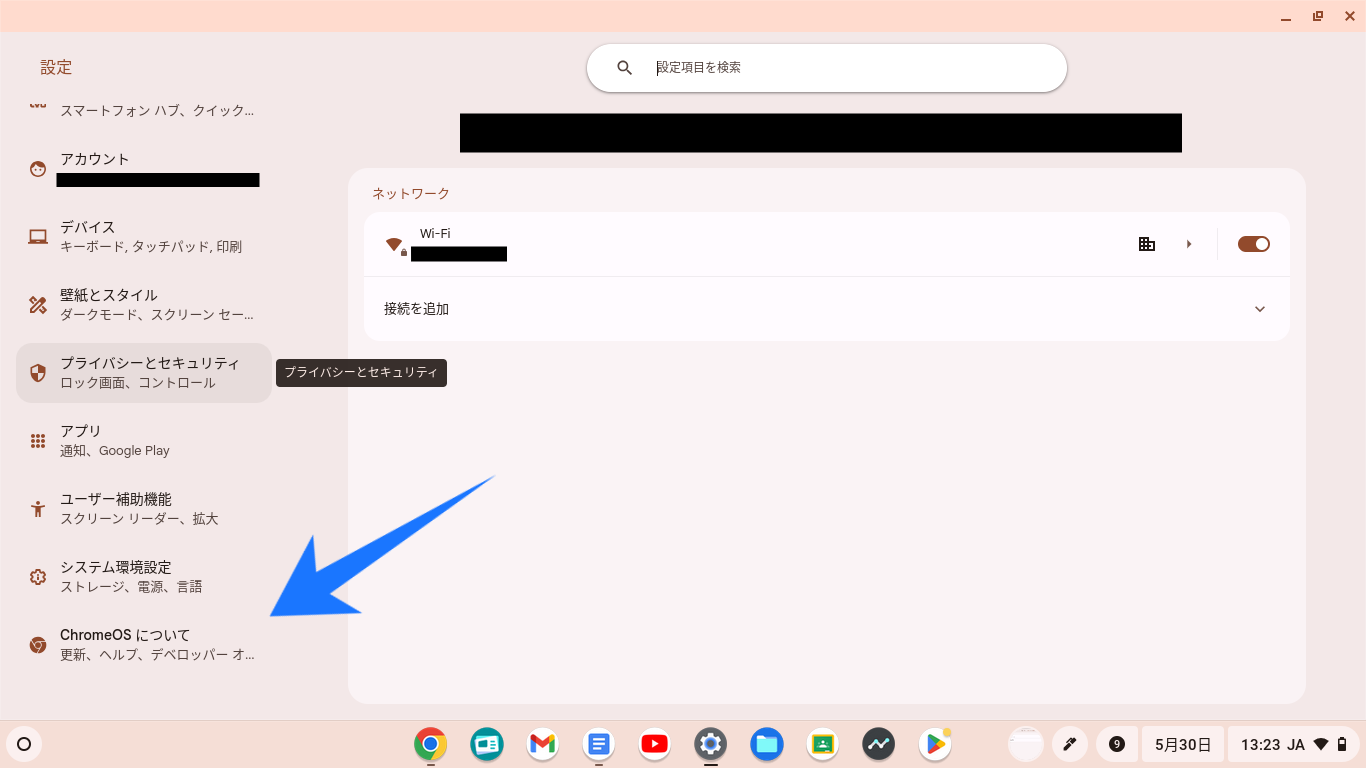 設定
設定項目を検索
スマートフォン ハブ、クイック...
アカウント
デバイス
キーボード, タッチパッド, 印刷
壁紙とスタイル
ダークモード、スクリーン セー...
プライバシーとセキュリティ
ロック画面、コントロール
プライバシーとセキュリティ
アプリ
通知、Google Play
ユーザー補助機能
スクリーン リーダー、拡大
システム環境設定
ストレージ、電源、言語
ChromeOS について
更新、ヘルプ、デベロッパー オ...
ネットワーク
Wi-Fi
接続を追加
9
5月30日
13:23 JA